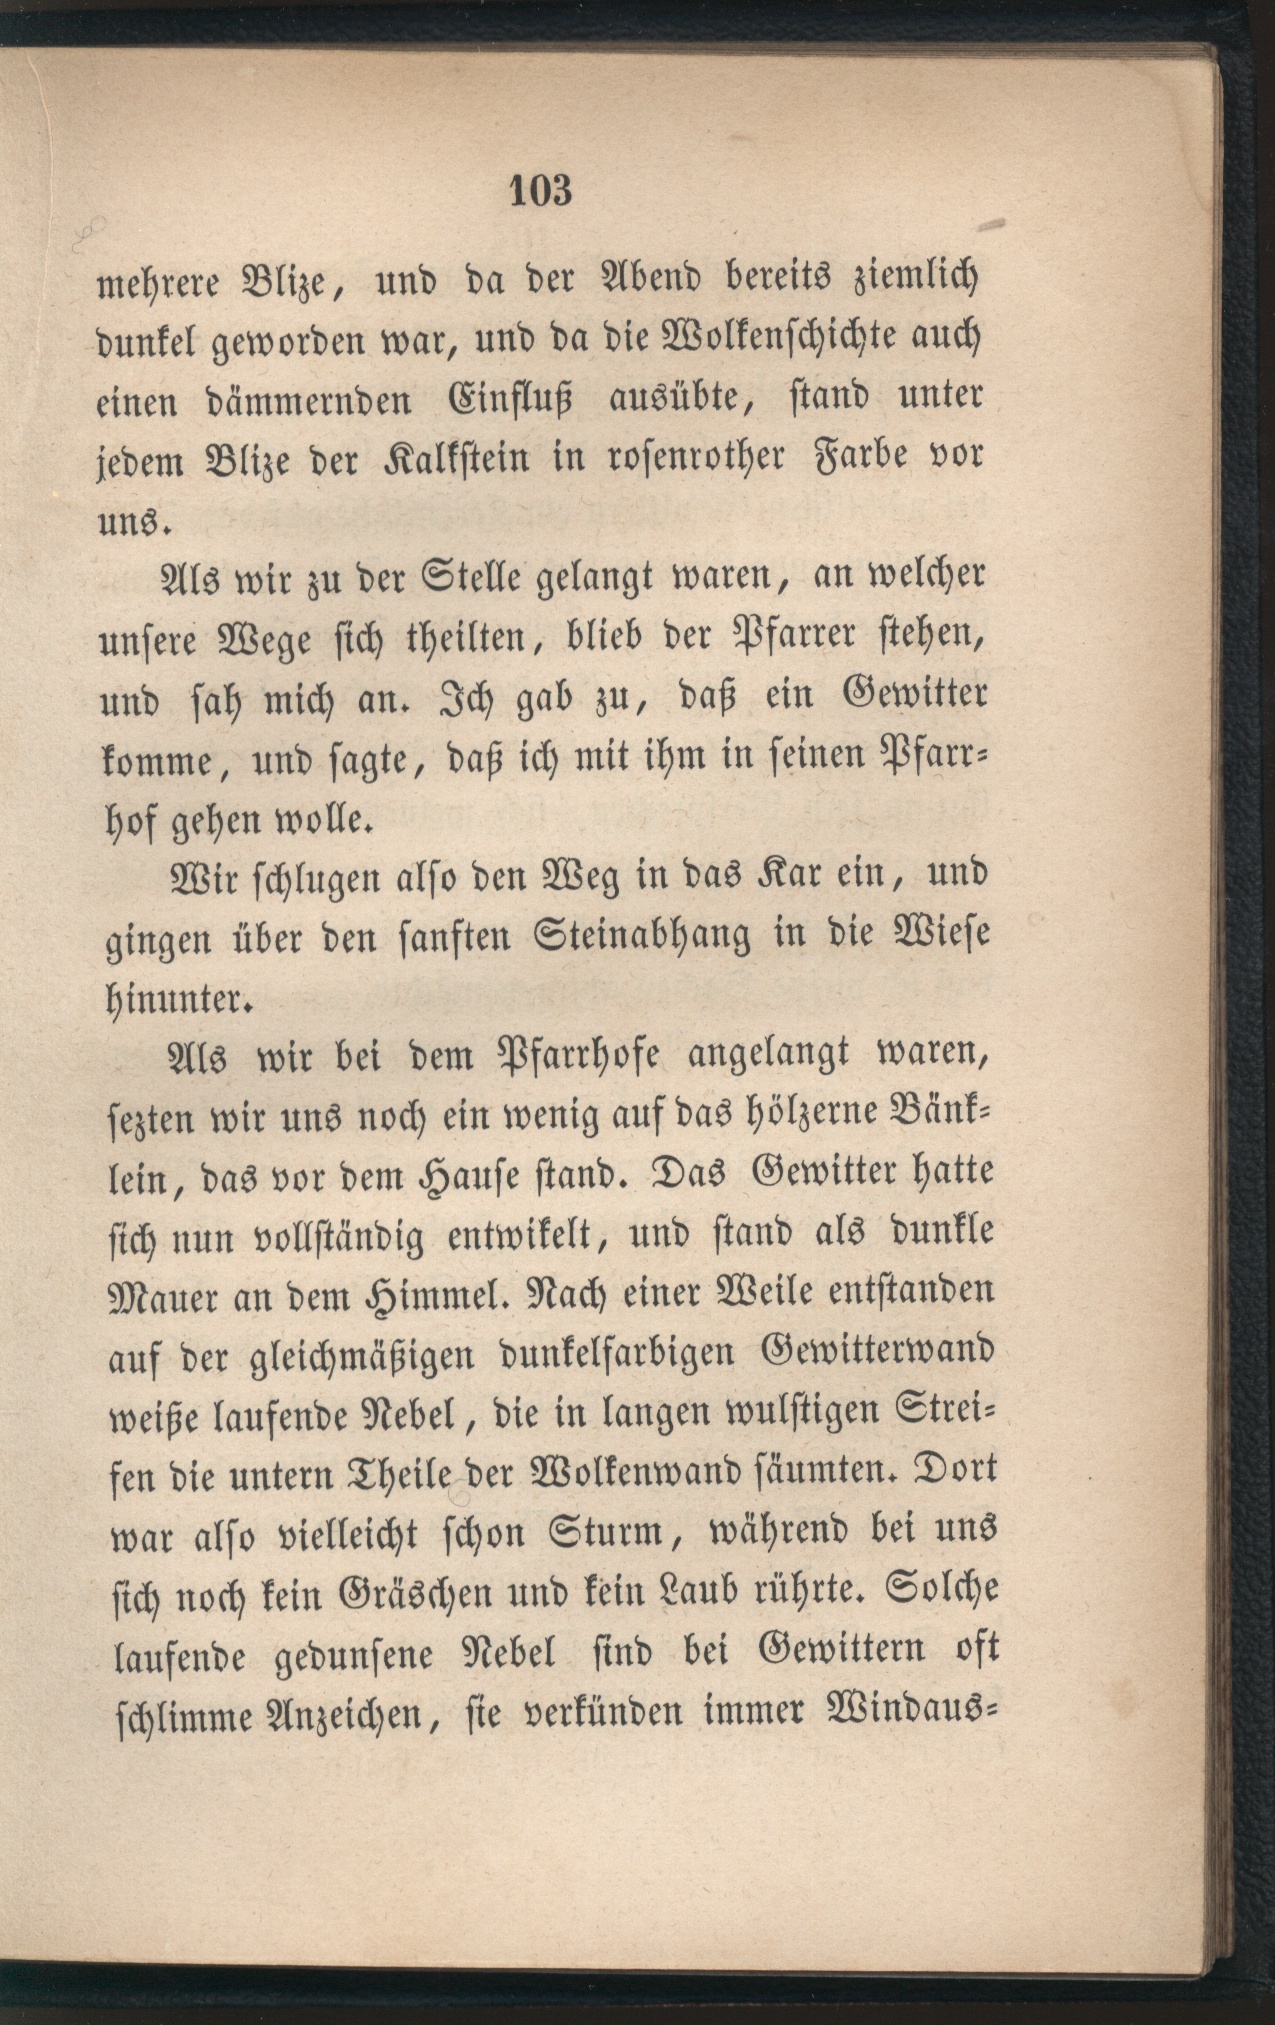 103
mehrere Blize, und da der Abend bereits ziemlich
dunkel geworden war, und da die Wolkenschichte auch
einen dämmernden Einfluß ausübte, stand unter
jedem Blize der Kalkstein in rosenrother Farbe vor
uns.
Als wir zu der Stelle gelangt waren, an welcher
unsere Wege sich theilten, blieb der Pfarrer stehen,
und sah mich an. Ich gab zu, daß ein Gewitter
komme, und sagte, daß ich mit ihm in seinen Pfarr-
hof gehen wolle.
Wir schlugen also den Weg in das Kar ein, und
gingen über den sanften Steinabhang in die Wiese
hinunter.
Als wir bei dem Pfarrhofe angelangt waren,
sezten wir uns noch ein wenig auf das hölzerne Bänk-
lein, das vor dem Hause stand. Das Gewitter hatte
sich nun vollständig entwikelt, und stand als dunkle
Mauer an dem Himmel. Nach einer Weile entstanden
auf der gleichmäßigen dunkelfarbigen Gewitterwand
weiße laufende Nebel, die in langen wulstigen Strei-
fen die untern Theile der Wolkenwand säumten. Dort
war also vielleicht schon Sturm, während bei uns
sich noch kein Gräschen und kein Laub rührte. Solche
laufende gedunsene Nebel sind bei Gewittern oft
schlimme Anzeichen, sie verkünden immer Windaus-